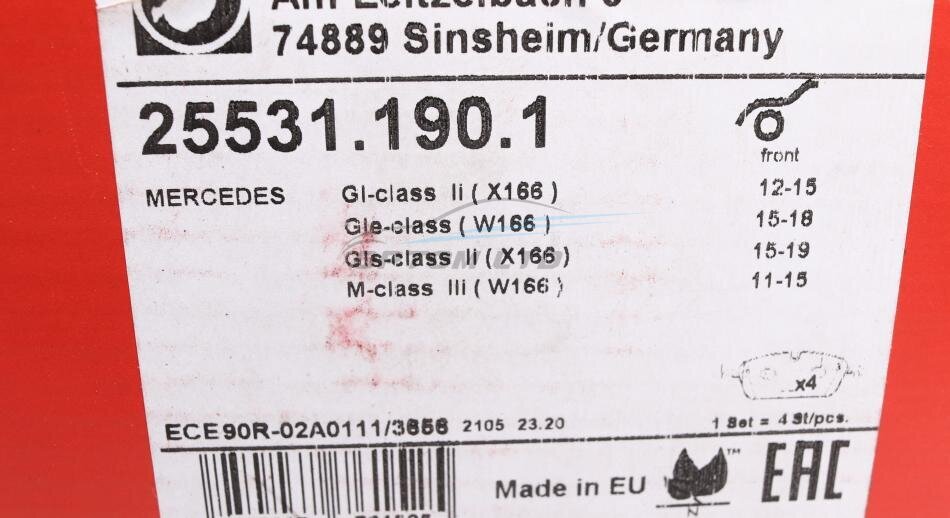 74889 Sinsheim/Germany
25531.190.1
front
MERCEDES Gl-class Ii ( X166 ) 12-15
Gle-class ( W166 ) 15-18
Gls-class Ii ( X166 ) 15-19
M-class IIi ( W166 ) 11-15
x4
ECE90R-02A0111/3656 2105 23.20 1 Set = 4 St/pcs.
Made in EU ™ EAC
N